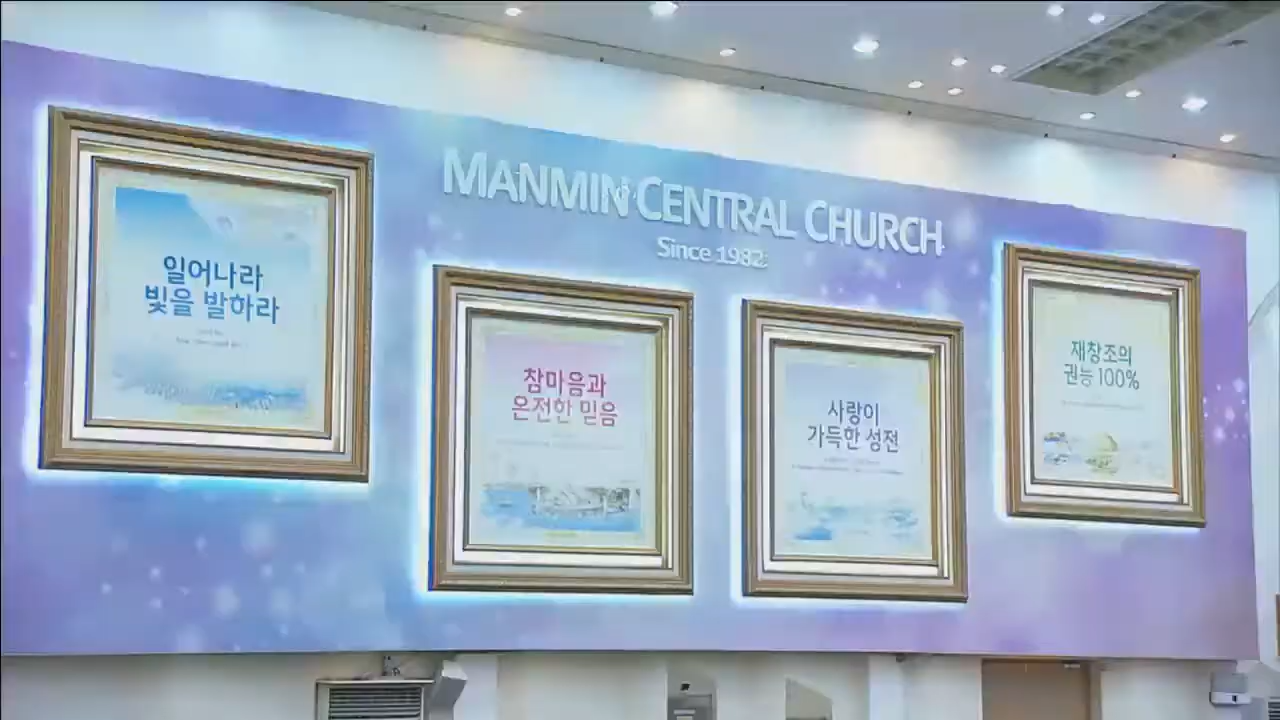 MANMIN CENTRAL CHURCH
Since 1982
일어나라
빛을 발하라
참마음과
온전한 믿음
사랑이
가득한 성전
재창조의
권능 100%